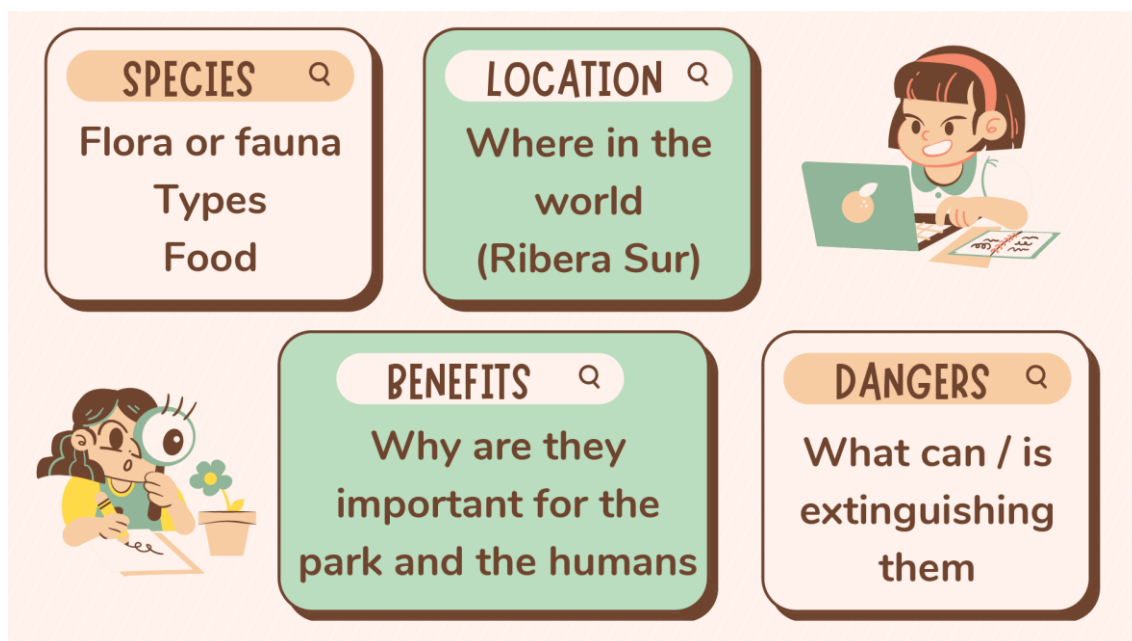 SPECIES
Flora or fauna
Types
Food
LOCATION
Where in the
world
(Ribera Sur)
BENEFITS
Why are they
important for the
park and the humans
DANGERS
What can / is
extinguishing
them